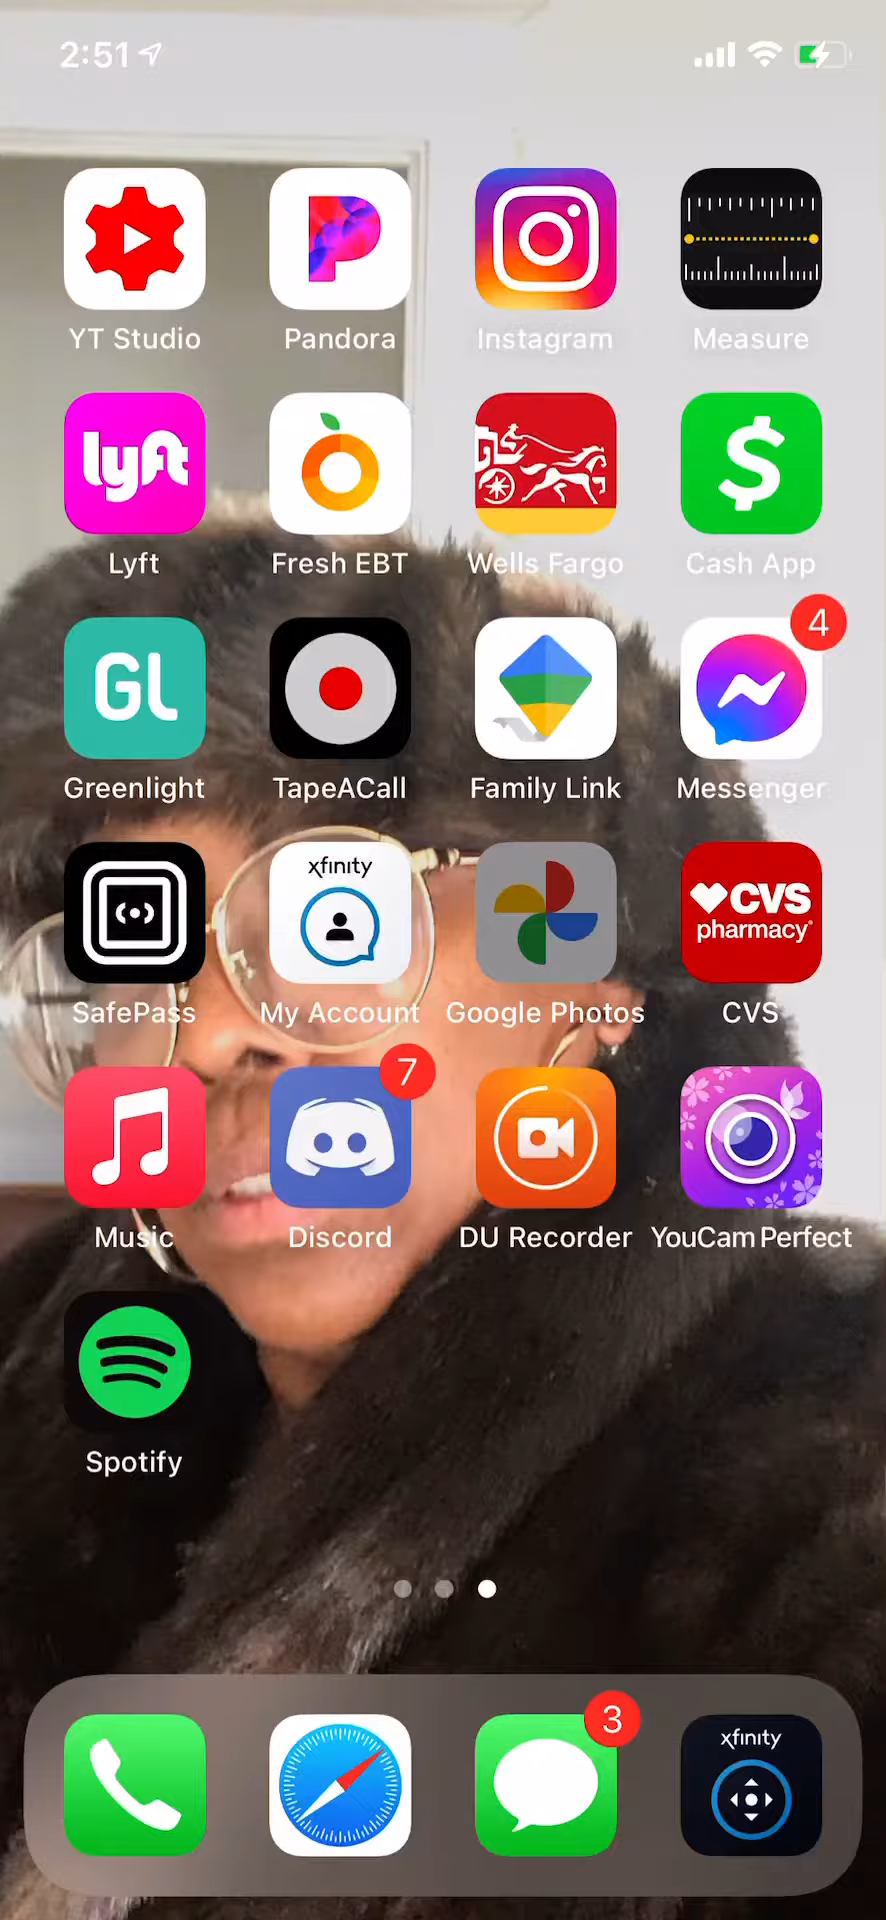 2:51
YT Studio
Pandora
Instagram
Measure
lyft
$
Lyft
Fresh EBT
Wells Fargo
Cash App
GL
4
Greenlight
TapeACall
Family Link
Messenger
xfinity
CVS
pharmacy
SafePass
My Account
Google Photos
CVS
7
Music
Discord
DU Recorder
YouCam Perfect
Spotify
3
xfinity